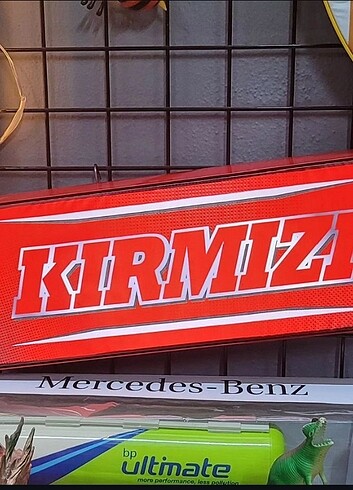 KIRMIZI
Mercedes-Benz
bp
ultimate
more performance, less pollution